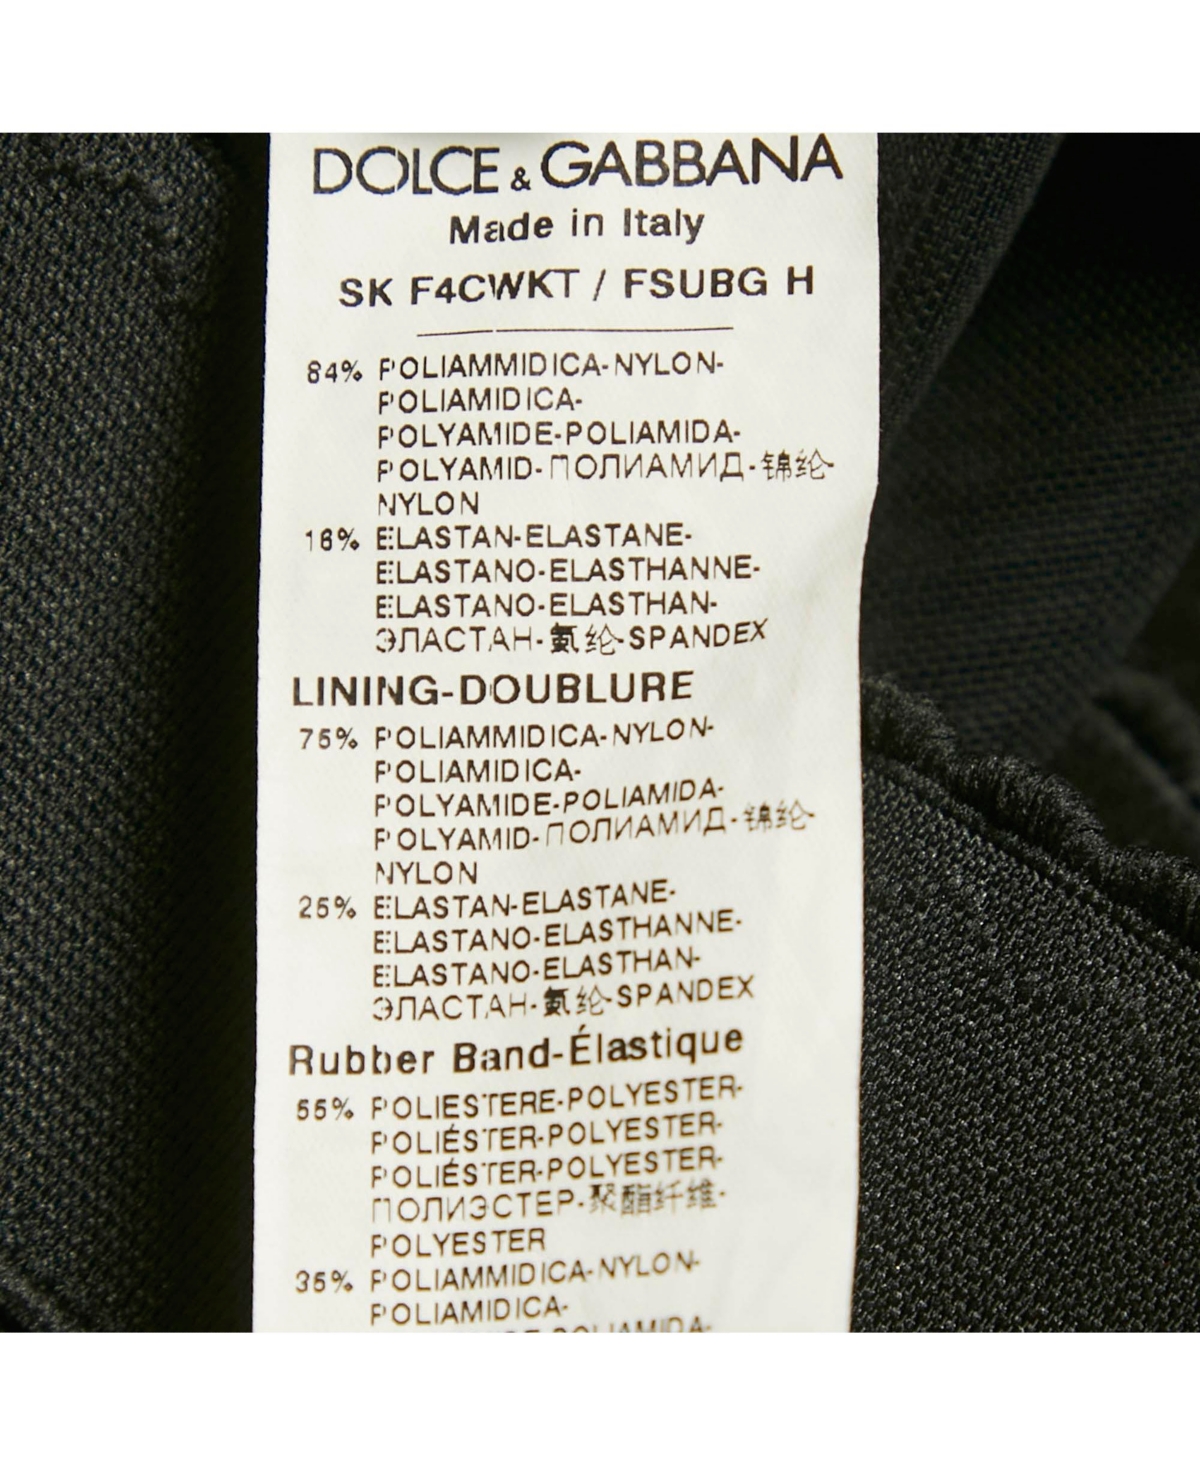 DOLCE & GABBANA
Made in Italy
SK F4CWKT / FSUBG H
84% POLIAMMIDICA-NYLON-
POLIAMIDICA-
POLYAMIDE-POLIAMIDA-
POLYAMID-ПОЛИАМИД-锦纶-
NYLON
16% ELASTAN-ELASTANE-
ELASTANO-ELASTHANNE-
ELASTANO-ELASTHAN-
ЭЛАСТАН-氨纶-SPANDEX
LINING-DOUBLURE
75% POLIAMMIDICA-NYLON-
POLIAMIDICA-
POLYAMIDE-POLIAMIDA-
POLYAMID-ПОЛИАМИД-锦纶-
NYLON
25% ELASTAN-ELASTANE-
ELASTANO-ELASTHANNE-
ELASTANO-ELASTHAN-
ЭЛАСТАН-氨纶-SPANDEX
Rubber Band-Élastique
55% POLIESTERE-POLYESTER-
POLIÉSTER-POLYESTER-
POLIÉSTER-POLYESTER-
ПОЛИЭСТЕР-聚酯纤维-
POLYESTER
35% POLIAMMIDICA-NYLON-
POLIAMIDICA-